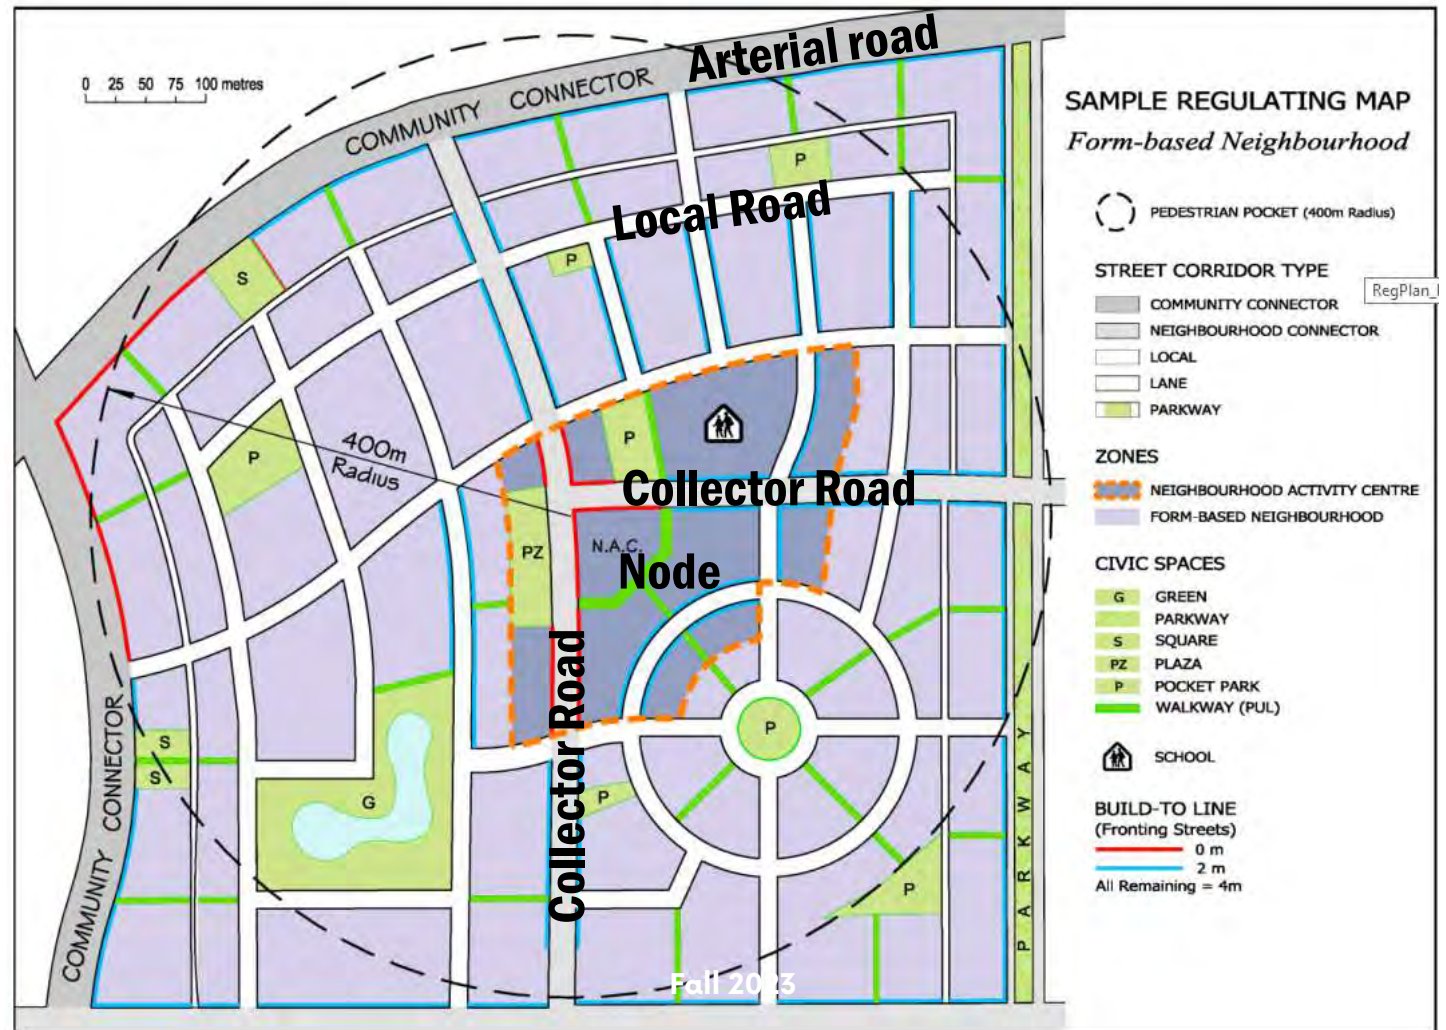 Arterial road
COMMUNITY CONNECTOR
0 25 50 75 100 metres
SAMPLE REGULATING MAP
Form-based Neighbourhood
PEDESTRIAN POCKET (400m Radius)
STREET CORRIDOR TYPE
COMMUNITY CONNECTOR
NEIGHBOURHOOD CONNECTOR
LOCAL
LANE
PARKWAY
ZONES
NEIGHBOURHOOD ACTIVITY CENTRE
FORM-BASED NEIGHBOURHOOD
CIVIC SPACES
G GREEN
PARKWAY
S SQUARE
PZ PLAZA
P POCKET PARK
WALKWAY (PUL)
SCHOOL
BUILD-TO LINE
(Fronting Streets)
0 m
2 m
All Remaining = 4m
RegPlan_
P
Local Road
P
S
P
400m
Radius
P
Collector Road
PZ
N.A.C.
Node
Collector Road
P
S
S
G
P
P
COMMUNITY CONNECTOR
PARKWAY
Fall 2023